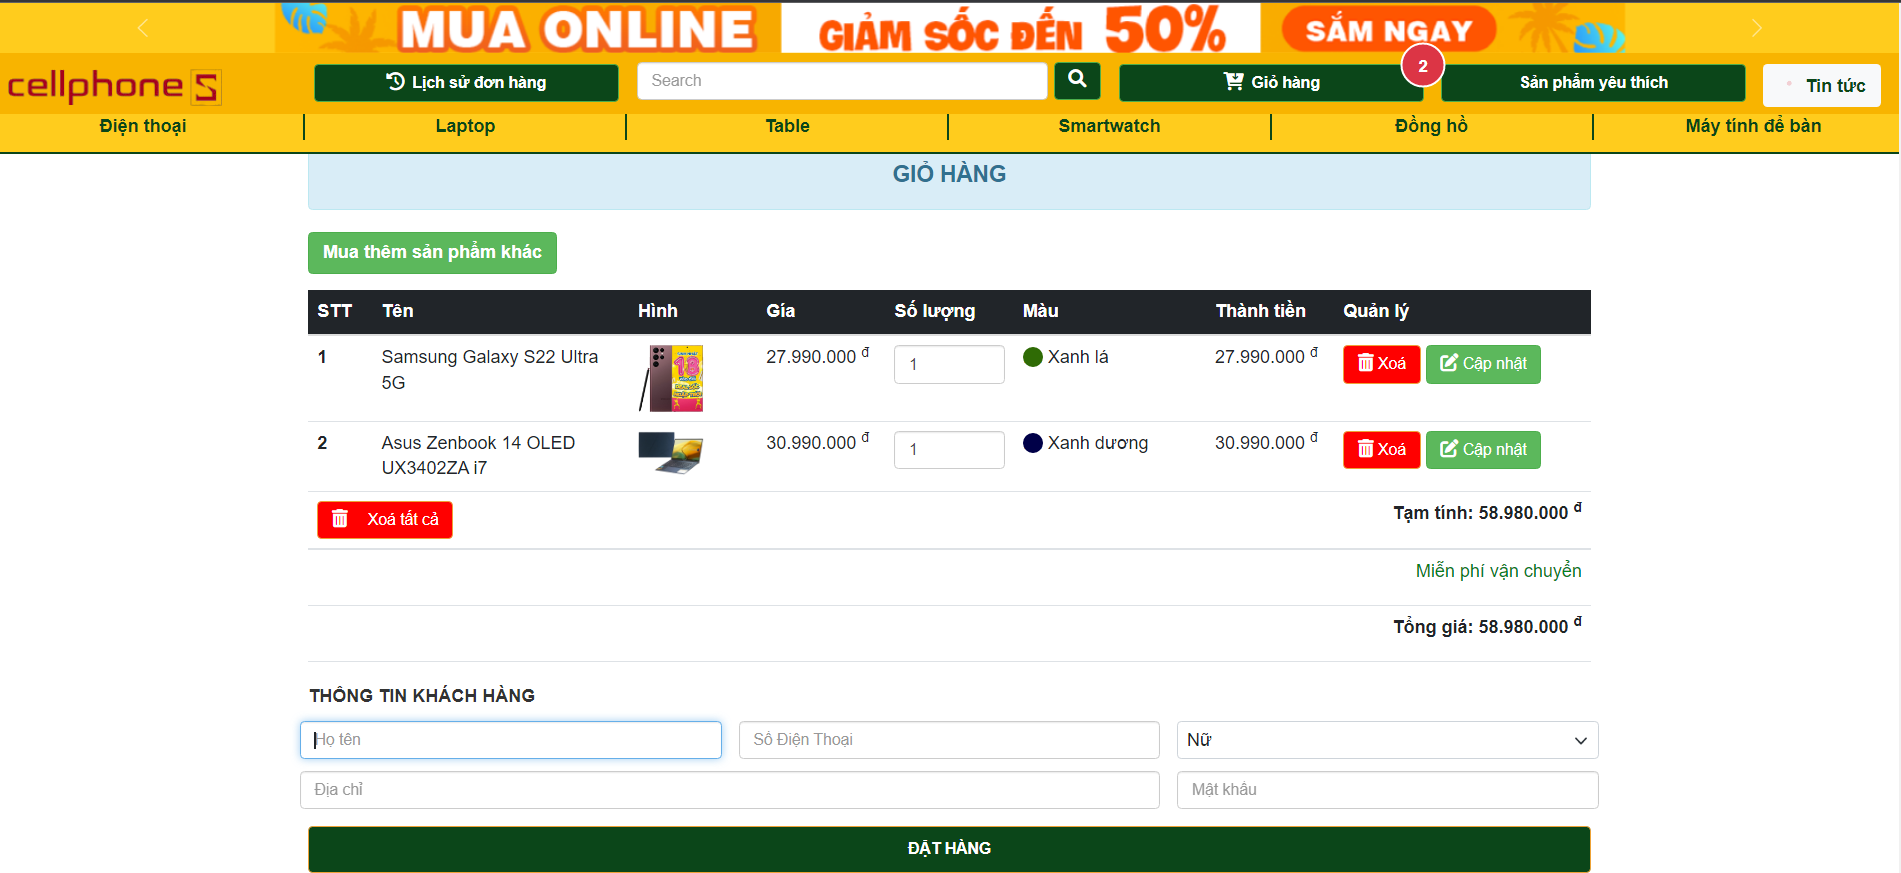 MUA ONLINE GIẢM SỐC ĐẾN 50% SẮM NGAY
cellphone S
Lịch sử đơn hàng
Search
Giỏ hàng
2
Sản phẩm yêu thích
Tin tức
Điện thoại
Laptop
Table
Smartwatch
Đồng hồ
Máy tính để bàn
GIỎ HÀNG
Mua thêm sản phẩm khác
STT Tên Hình Gía Số lượng Màu Thành tiền Quản lý
1 Samsung Galaxy S22 Ultra 27.990.000 đ 1 Xanh lá 27.990.000 đ Xoá Cập nhật
5G
2 Asus Zenbook 14 OLED 30.990.000 đ 1 Xanh dương 30.990.000 đ Xoá Cập nhật
UX3402ZA i7
Xoá tất cả
Tạm tính: 58.980.000 đ
Miễn phí vận chuyển
Tổng giá: 58.980.000 đ
THÔNG TIN KHÁCH HÀNG
Họ tên
Số Điện Thoại
Nữ
Địa chỉ
Mật khẩu
ĐẶT HÀNG